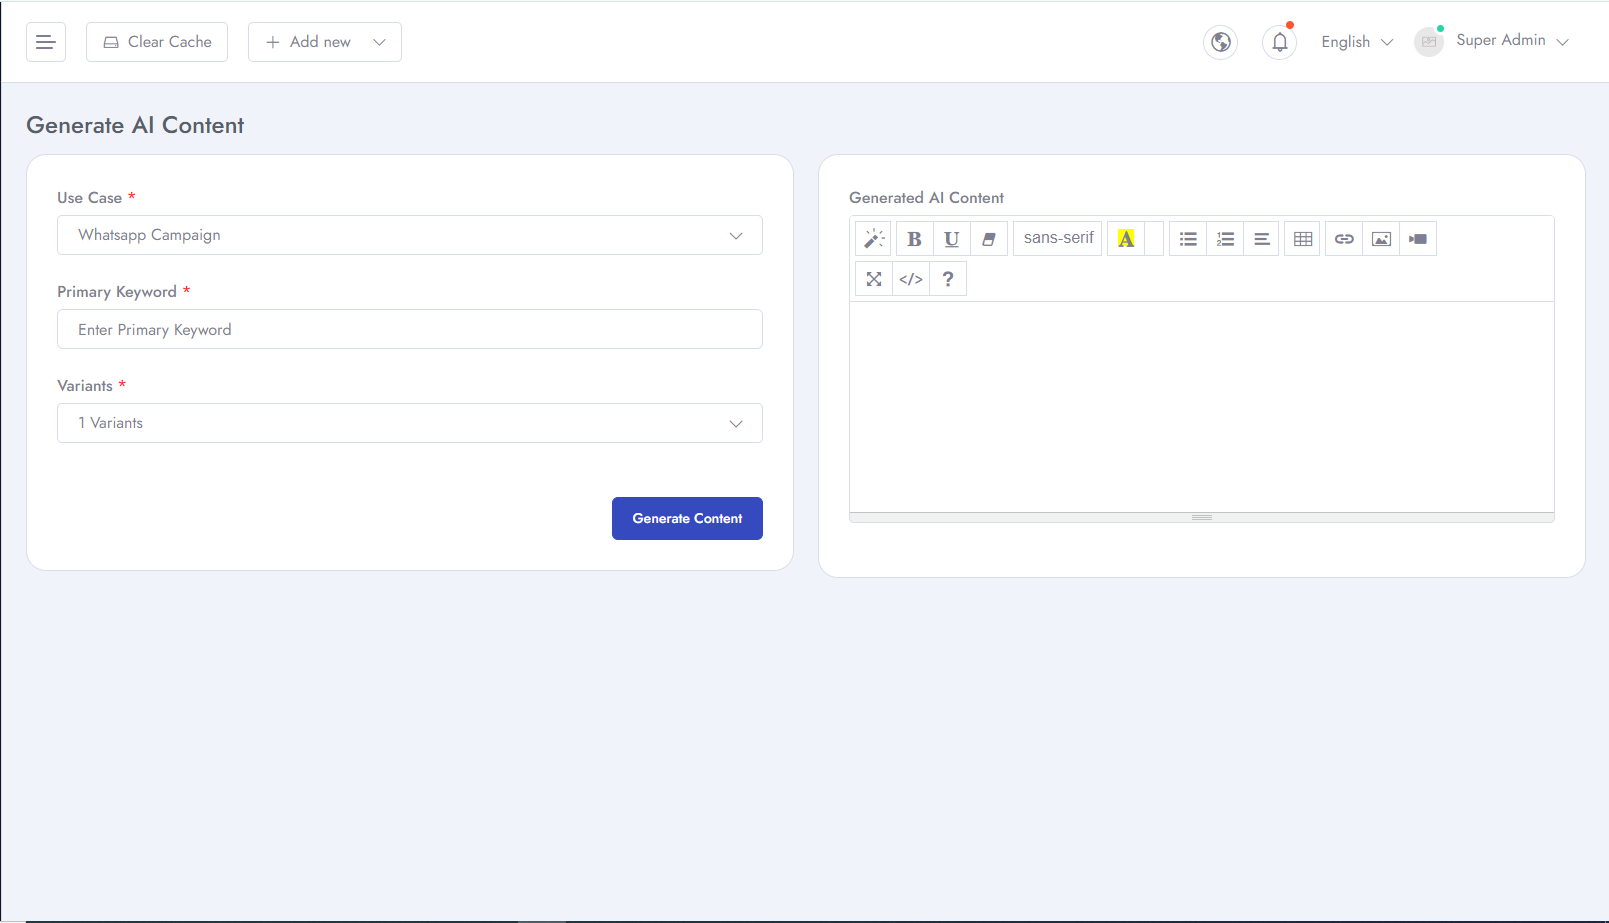 Clear Cache
Add new
English
Super Admin
Generate AI Content
Use Case *
Whatsapp Campaign
Primary Keyword *
Enter Primary Keyword
Variants *
1 Variants
Generate Content
Generated AI Content
B U sans-serif A
</> ?